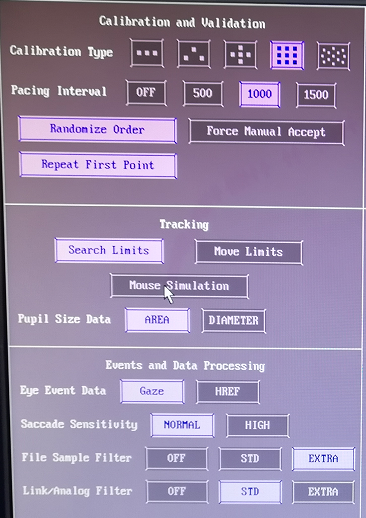 Calibration and Validation
Calibration Type
Pacing Interval OFF 500 1000 1500
Randomize Order Force Manual Accept
Repeat First Point
Tracking
Search Limits Move Limits
Mouse Simulation
Pupil Size Data AREA DIAMETER
Events and Data Processing
Eye Event Data Gaze HREF
Saccade Sensitivity NORMAL HIGH
File Sample Filter OFF STD EXTRA
Link/Analog Filter OFF STD EXTRA